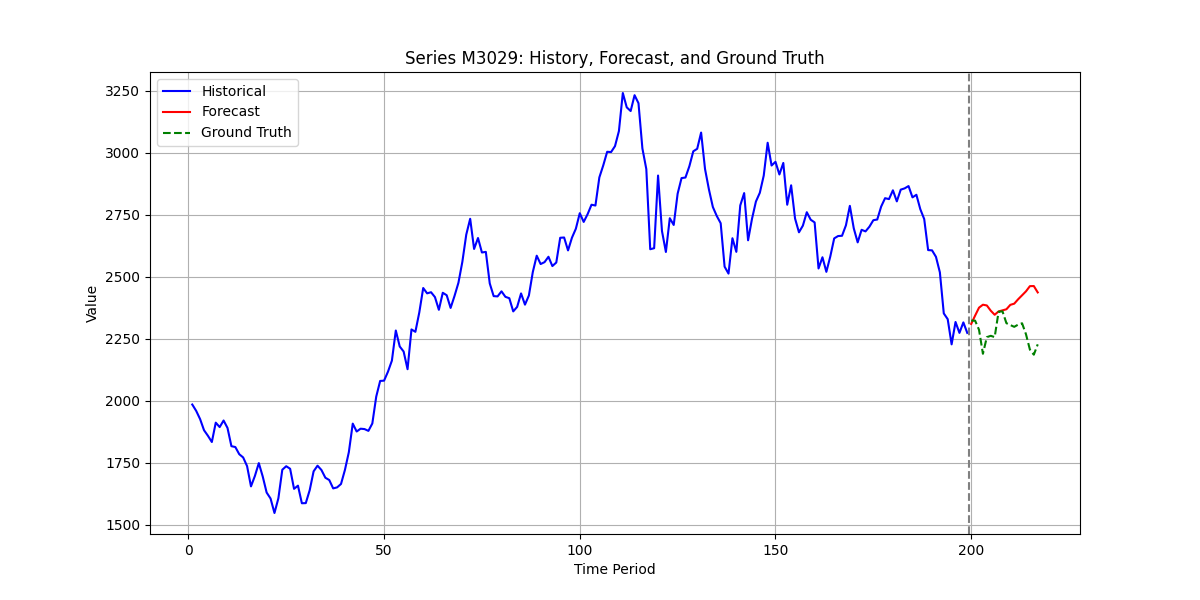 Series M3029: History, Forecast, and Ground Truth
Historical
Forecast
Ground Truth
3250
3000
2750
2500
2250
2000
1750
1500
Value
0 50 100 150 200
Time Period